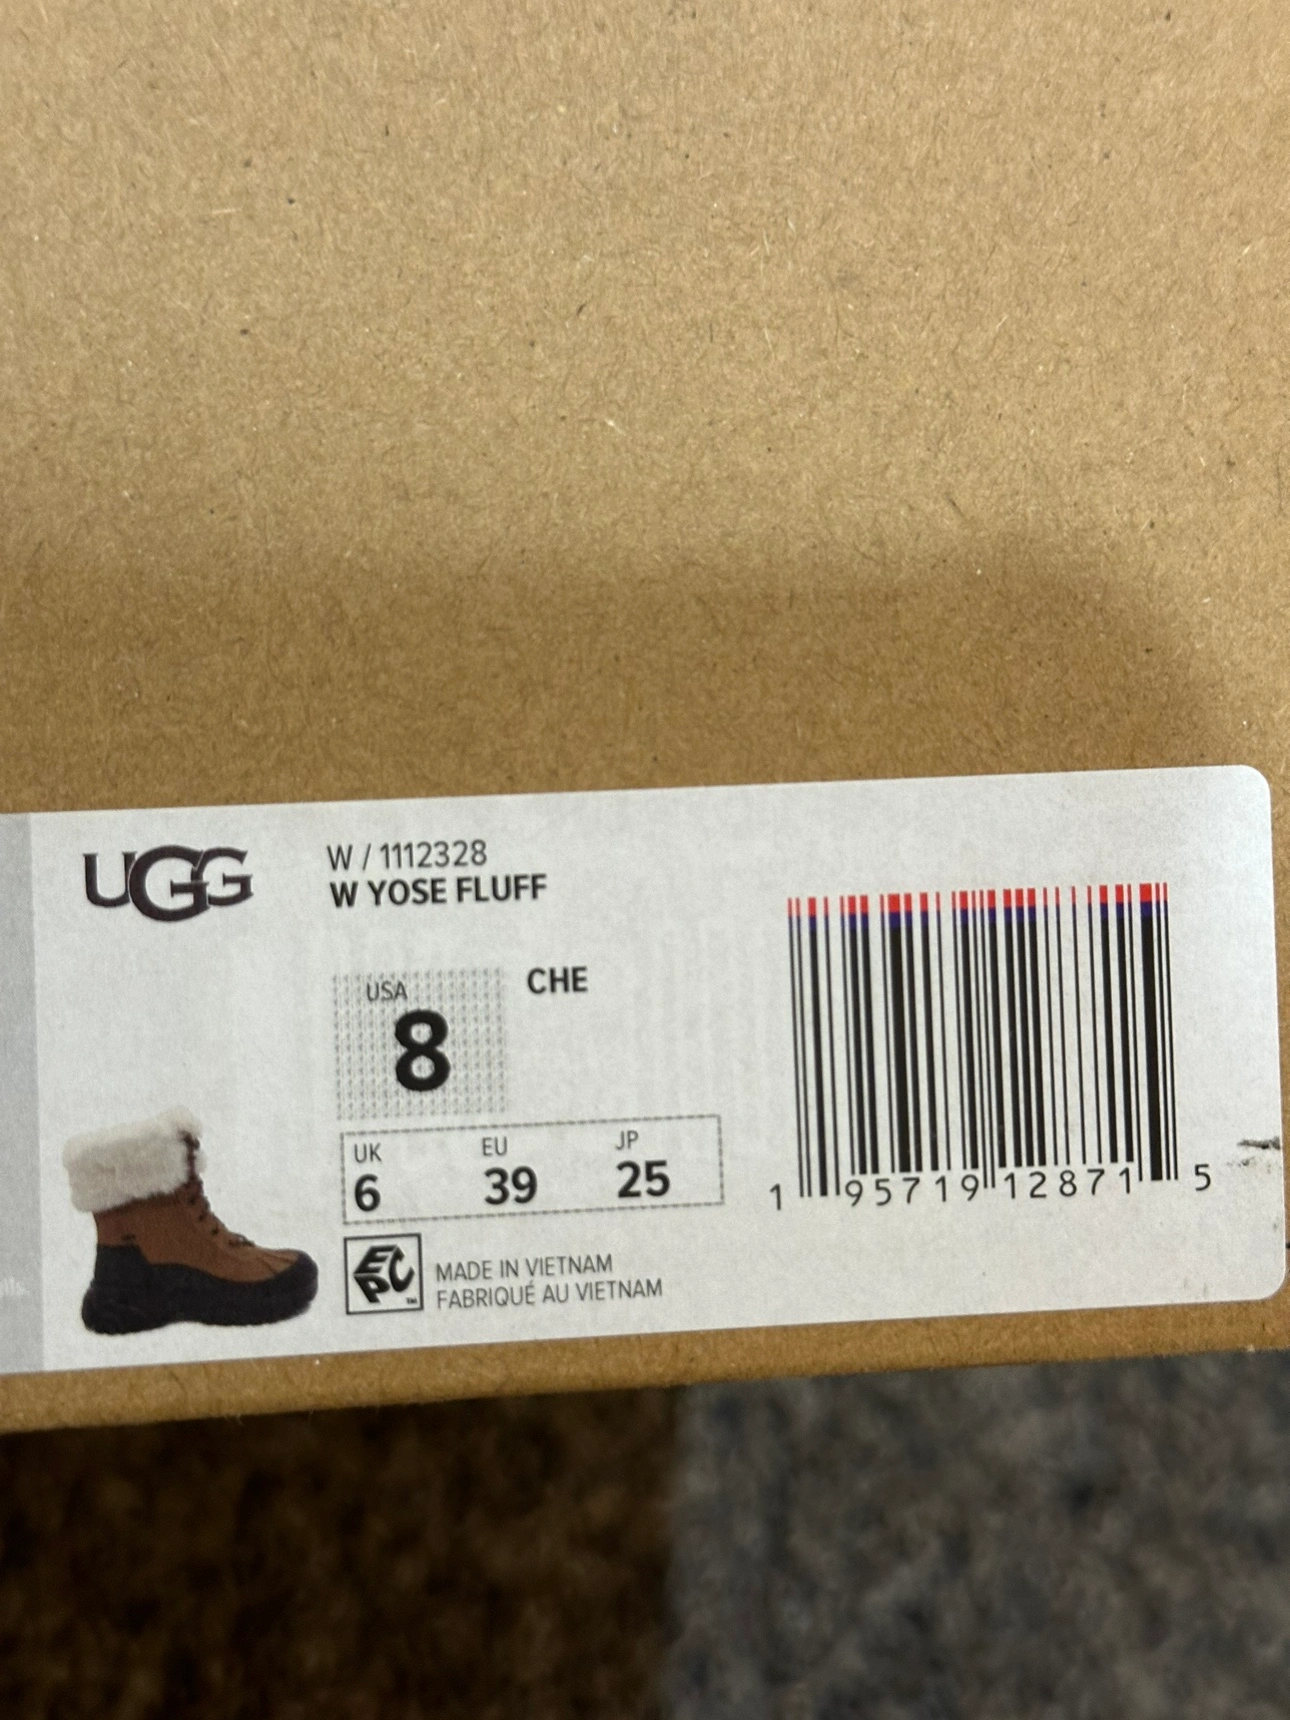 UGG
W / 1112328
W YOSE FLUFF
USA
8
CHE
UK EU JP
6 39 25
EPC™
MADE IN VIETNAM
FABRIQUÉ AU VIETNAM
1 95719 12871 5